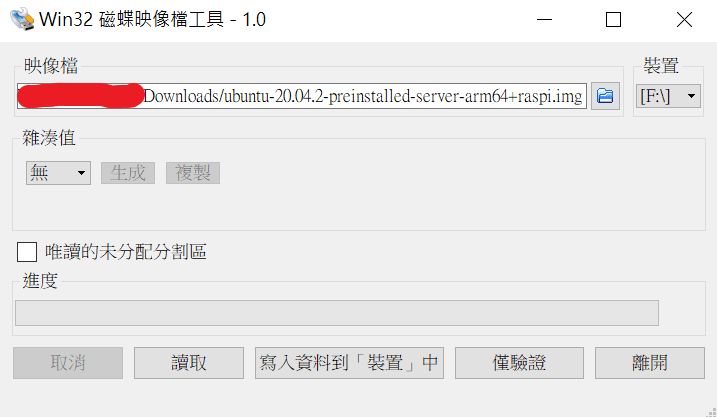 Win32 磁蝶映像檔工具 - 1.0
映像檔
裝置
Downloads/ubuntu-20.04.2-preinstalled-server-arm64+raspi.img
[F:\]
雜湊值
無
生成
複製
唯讀的未分配分割區
進度
取消
讀取
寫入資料到「裝置」中
僅驗證
離開